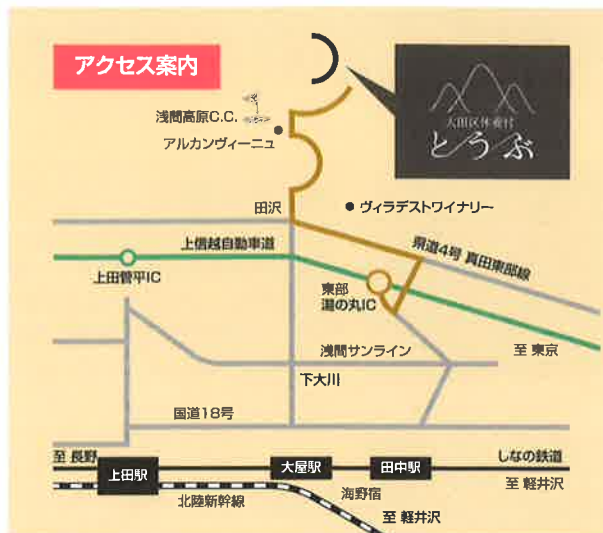 アクセス案内
大田区休養村
とうぶ
浅間高原C.C.
アルカンヴィーニュ
田沢
ヴィラデストワイナリー
上信越自動車道
県道4号 真田東部線
上田菅平IC
東部
湯の丸IC
浅間サンライン
至 東京
下大川
国道18号
至 長野
しなの鉄道
上田駅
大屋駅
田中駅
至 軽井沢
北陸新幹線
海野宿
至 軽井沢